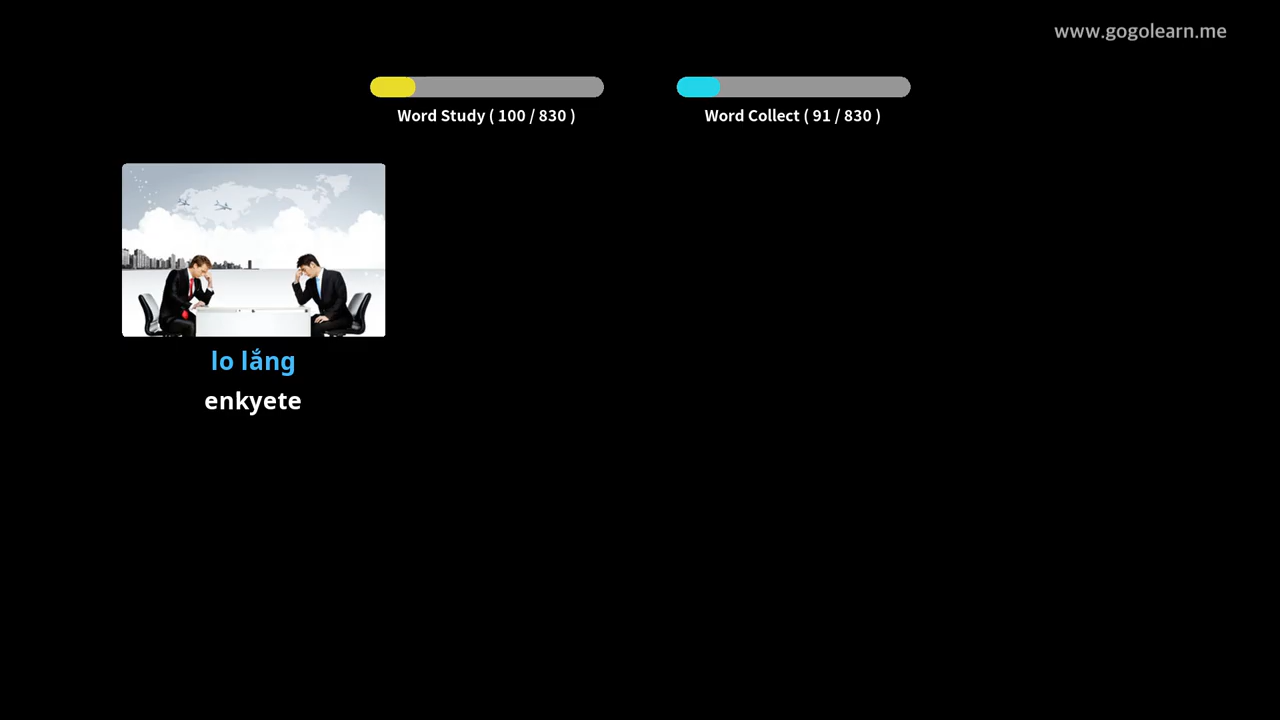 www.gogolearn.me
Word Study ( 100 / 830 )
Word Collect ( 91 / 830 )
lo lắng
enkyete